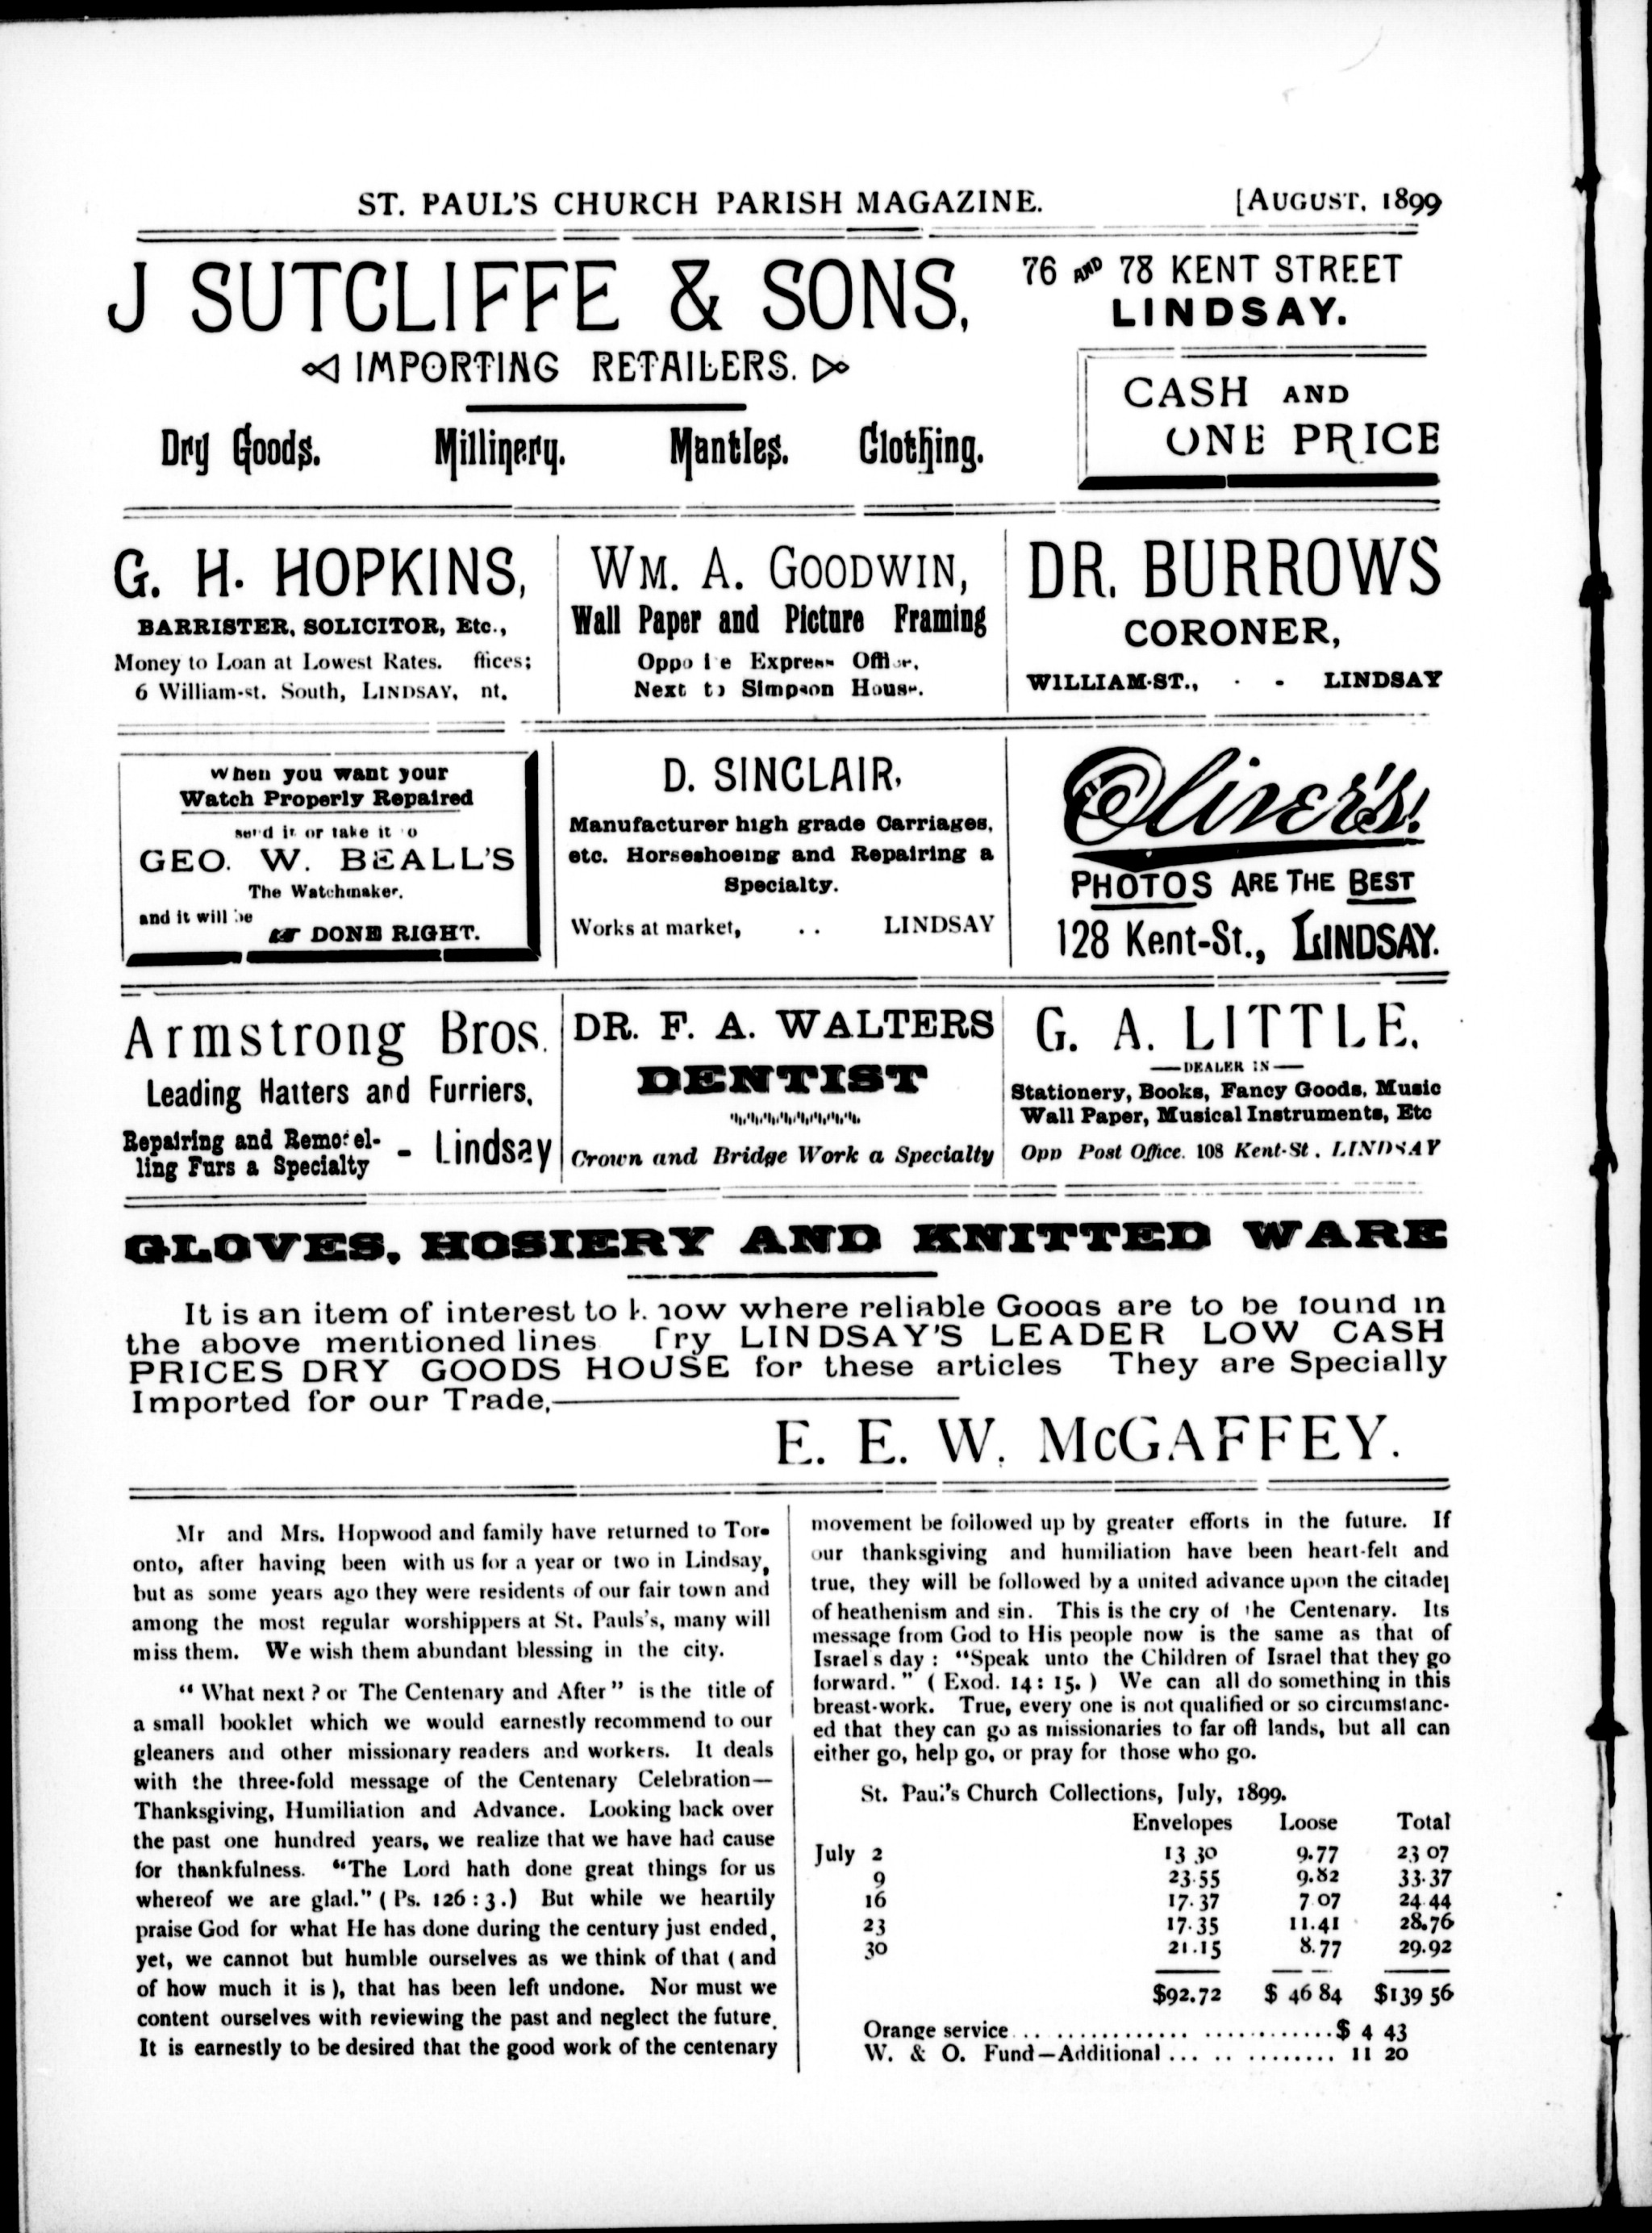 ST. PAUL'S CHURCH PARISH MAGAZINE. [AUGUST. 1899
J SUTCLIFFE & SONS,
76 AND 78 KENT STREET
LINDSAY.
IMPORTING RETAILERS.
Dry Goods. Millinery. Mantles. Clothing.
CASH AND
ONE PRICE
G. H. HOPKINS,
BARRISTER, SOLICITOR, Etc.,
Money to Loan at Lowest Rates. ffices;
6 William-st. South, LINDSAY, nt.
WM. A. GOODWIN,
Wall Paper and Picture Framing
Express
Next Simpson
DR. BURROWS
CORONER,
WILLIAM-ST., - - LINDSAY
When you want your
Watch Properly Repaired
or take it
GEO. W. BEALL'S
The Watchmaker.
and it will be
DONE RIGHT.
D. SINCLAIR,
Manufacturer high grade Carriages,
etc. Horseshoeing and Repairing a
Specialty.
Works at market, . . LINDSAY
Oliver's!
PHOTOS ARE THE BEST
128 Kent-St., LINDSAY.
Armstrong Bros.
Leading Hatters and Furriers,
Repairing and Remodel-
ling Furs a Specialty - Lindsay
DR. F. A. WALTERS
DENTIST
Crown and Bridge Work a Specialty
G. A. LITTLE,
—DEALER IN—
Stationery, Books, Fancy Goods, Music
Wall Paper, Musical Instruments, Etc
Opp Post Office. 108 Kent-St. LINDSAY
GLOVES, HOSIERY AND KNITTED WARE
It is an item of interest to know where reliable Goods are to be found in
the above mentioned lines Try LINDSAY'S LEADER LOW CASH
PRICES DRY GOODS HOUSE for these articles They are Specially
Imported for our Trade,—
E. E. W. McGAFFEY.
Mr and Mrs. Hopwood and family have returned to Tor-
onto, after having been with us for a year or two in Lindsay,
but as some years ago they were residents of our fair town and
among the most regular worshippers at St. Pauls's, many will
miss them. We wish them abundant blessing in the city.
"What next? or The Centenary and After" is the title of
a small booklet which we would earnestly recommend to our
gleaners and other missionary readers and workers. It deals
with the three-fold message of the Centenary Celebration—
Thanksgiving, Humiliation and Advance. Looking back over
the past one hundred years, we realize that we have had cause
for thankfulness. "The Lord hath done great things for us
whereof we are glad." (Ps. 126:3.) But while we heartily
praise God for what He has done during the century just ended,
yet, we cannot but humble ourselves as we think of that (and
of how much it is), that has been left undone. Nor must we
content ourselves with reviewing the past and neglect the future.
It is earnestly to be desired that the good work of the centenary
movement be followed up by greater efforts in the future. If
our thanksgiving and humiliation have been heart-felt and
true, they will be followed by a united advance upon the citadel
of heathenism and sin. This is the cry of the Centenary. Its
message from God to His people now is the same as that of
Israel's day: "Speak unto the Children of Israel that they go
forward." (Exod. 14:15.) We can all do something in this
breast-work. True, every one is not qualified or so circumstanc-
ed that they can go as missionaries to far off lands, but all can
either go, help go, or pray for those who go.
St. Paul's Church Collections, July, 1899.
Envelopes Loose Total
July 2 13 30 9.77 23 07
9 23.55 9.82 33.37
16 17.37 7 07 24 44
23 17.35 11.41 28.76
30 21.15 8.77 29.92
$92.72 $ 46 84 $139 56
Orange service ........................ $ 4 43
W. & O. Fund—Additional ............... 11 20